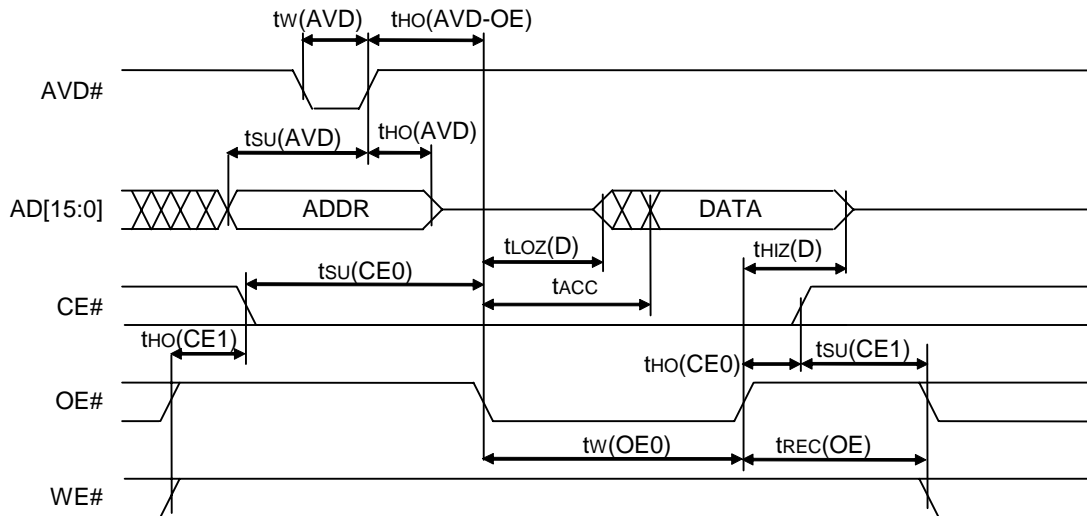 tW(AVD) tHO(AVD-OE)
AVD#
tSU(AVD) tHO(AVD)
AD[15:0] ADDR DATA
tLOZ(D) tHIZ(D)
tSU(CE0)
tACC
CE#
tHO(CE1) tHO(CE0) tSU(CE1)
OE#
tW(OE0) tREC(OE)
WE#